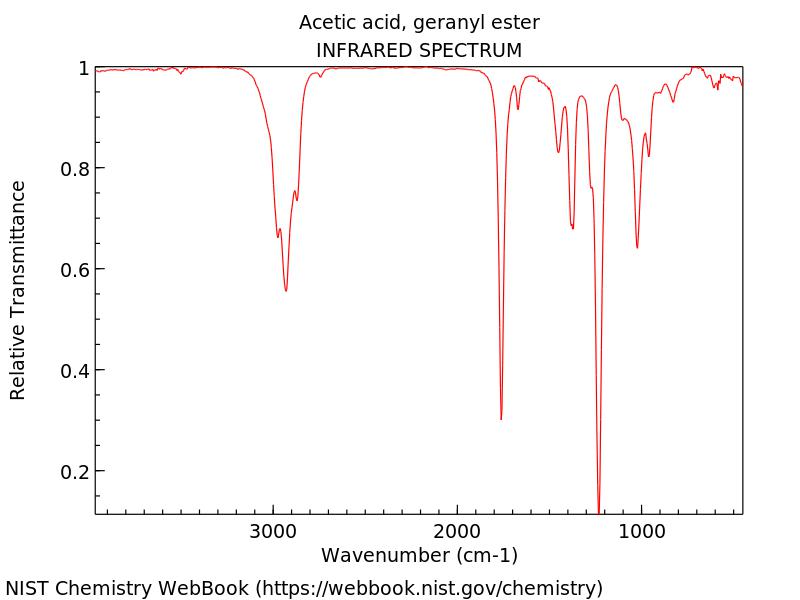 Acetic acid, geranyl ester
INFRARED SPECTRUM
1
0.8
0.6
0.4
0.2
Relative Transmittance
3000 2000 1000
Wavenumber (cm-1)
NIST Chemistry WebBook (https://webbook.nist.gov/chemistry)